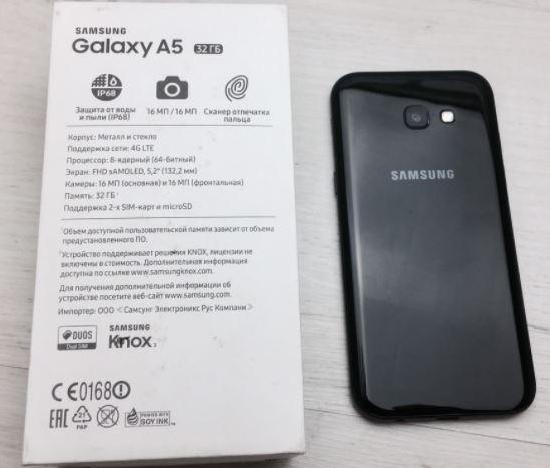 SAMSUNG
Galaxy A5 32 ГБ
IP68
Защита от воды
и пыли (IP68)
16 МП / 16 МП
Сканер отпечатка
пальца
Корпус: Металл и стекло
Поддержка сети: 4G LTE
Процессор: 8-ядерный (64-битный)
Экран: FHD sAMOLED, 5,2" (132,2 мм)
Камеры: 16 МП (основная) и 16 МП (фронтальная)
Память: 32 ГБ
Поддержка 2-х SIM-карт и microSD
Объем доступной пользовательской памяти зависит от объема
предустановленного ПО.
Устройство поддерживает решения KNOX, лицензии не
включены в стоимость. Дополнительная информация
доступна по ссылке www.samsungknox.com.
Для получения дополнительной информации об
устройстве посетите веб-сайт www.samsung.com.
Импортер: ООО <Самсунг Электроникс Рус Компани>
DUOS
Dual SIM
SAMSUNG
Knox
CE0168
EAC
21
PAP
PRINTED WITH
SOY INK
SAMSUNG